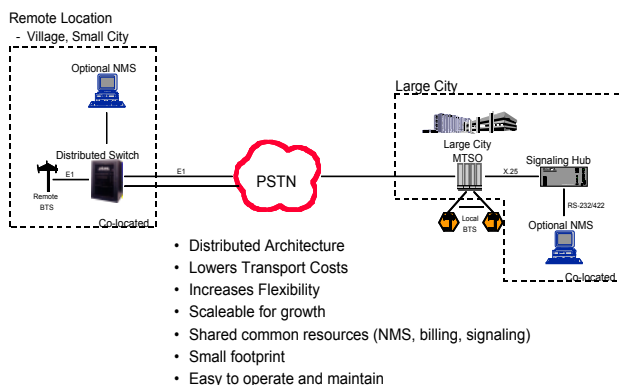 Remote Location
- Village, Small City
Optional NMS
Distributed Switch
E1
Remote
BTS
Co-located
E1
PSTN
Large City
Large City
MTSO
X.25
Signaling Hub
RS-232/422
Local
BTS
Optional NMS
Co-located
• Distributed Architecture
• Lowers Transport Costs
• Increases Flexibility
• Scaleable for growth
• Shared common resources (NMS, billing, signaling)
• Small footprint
• Easy to operate and maintain